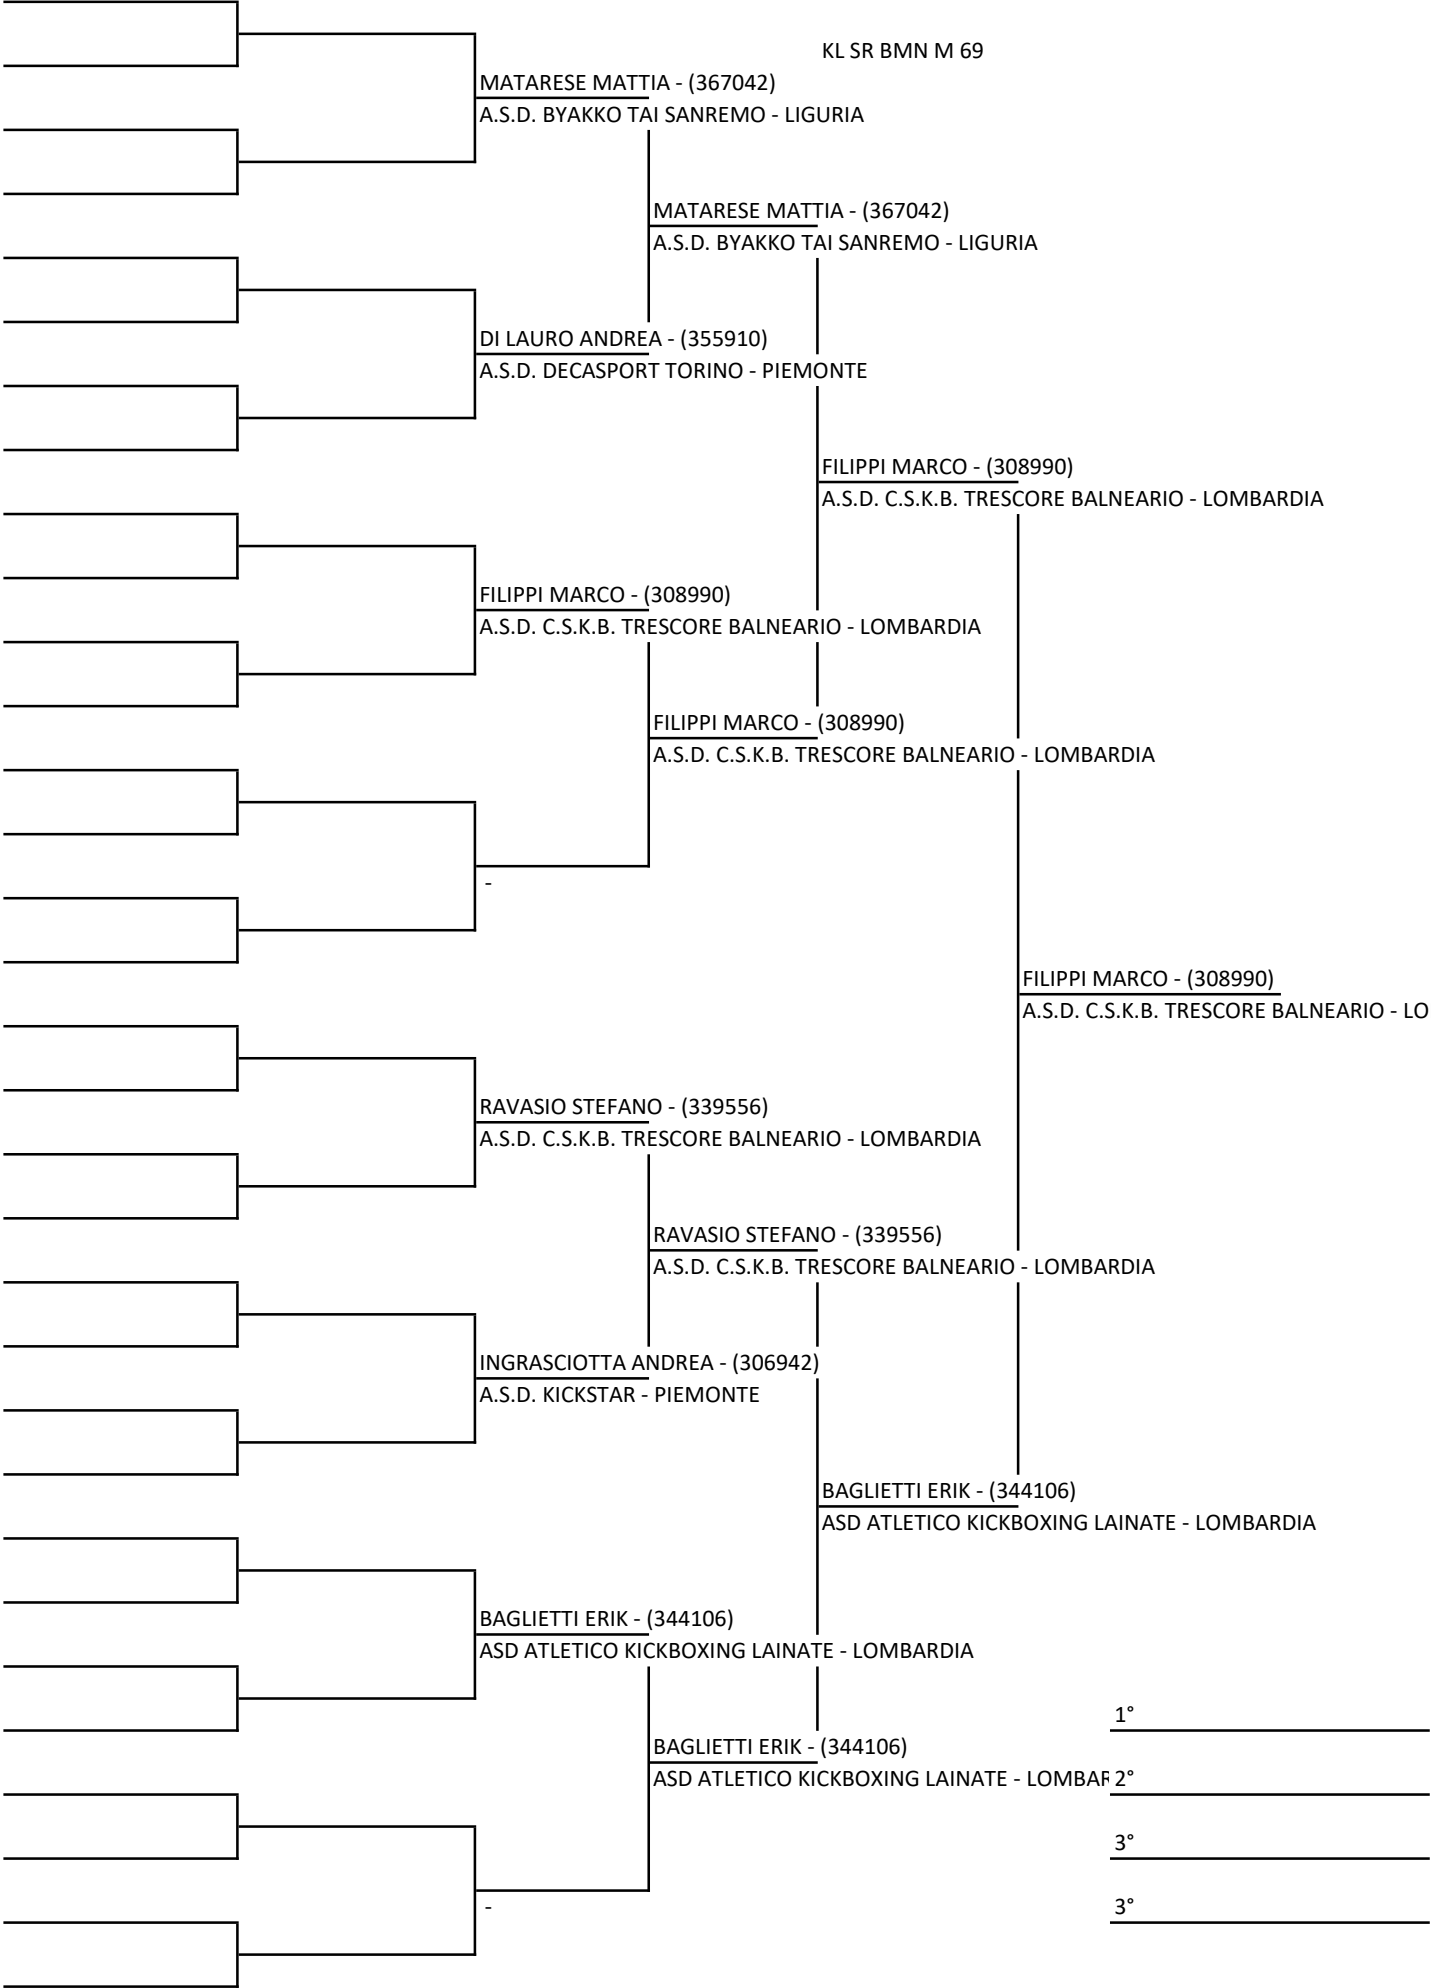 KL SR BMN M 69
MATARESE MATTIA - (367042)
A.S.D. BYAKKO TAI SANREMO - LIGURIA
MATARESE MATTIA - (367042)
A.S.D. BYAKKO TAI SANREMO - LIGURIA
DI LAURO ANDREA - (355910)
A.S.D. DECASPORT TORINO - PIEMONTE
FILIPPI MARCO - (308990)
A.S.D. C.S.K.B. TRESCORE BALNEARIO - LOMBARDIA
FILIPPI MARCO - (308990)
A.S.D. C.S.K.B. TRESCORE BALNEARIO - LOMBARDIA
FILIPPI MARCO - (308990)
A.S.D. C.S.K.B. TRESCORE BALNEARIO - LOMBARDIA
-
FILIPPI MARCO - (308990)
A.S.D. C.S.K.B. TRESCORE BALNEARIO - LO
RAVASIO STEFANO - (339556)
A.S.D. C.S.K.B. TRESCORE BALNEARIO - LOMBARDIA
RAVASIO STEFANO - (339556)
A.S.D. C.S.K.B. TRESCORE BALNEARIO - LOMBARDIA
INGRASCIOTTA ANDREA - (306942)
A.S.D. KICKSTAR - PIEMONTE
BAGLIETTI ERIK - (344106)
ASD ATLETICO KICKBOXING LAINATE - LOMBARDIA
BAGLIETTI ERIK - (344106)
ASD ATLETICO KICKBOXING LAINATE - LOMBARDIA
1°
BAGLIETTI ERIK - (344106)
ASD ATLETICO KICKBOXING LAINATE - LOMBAR
2°
3°
-
3°